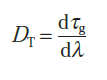 D_T = dτ_g / dλ